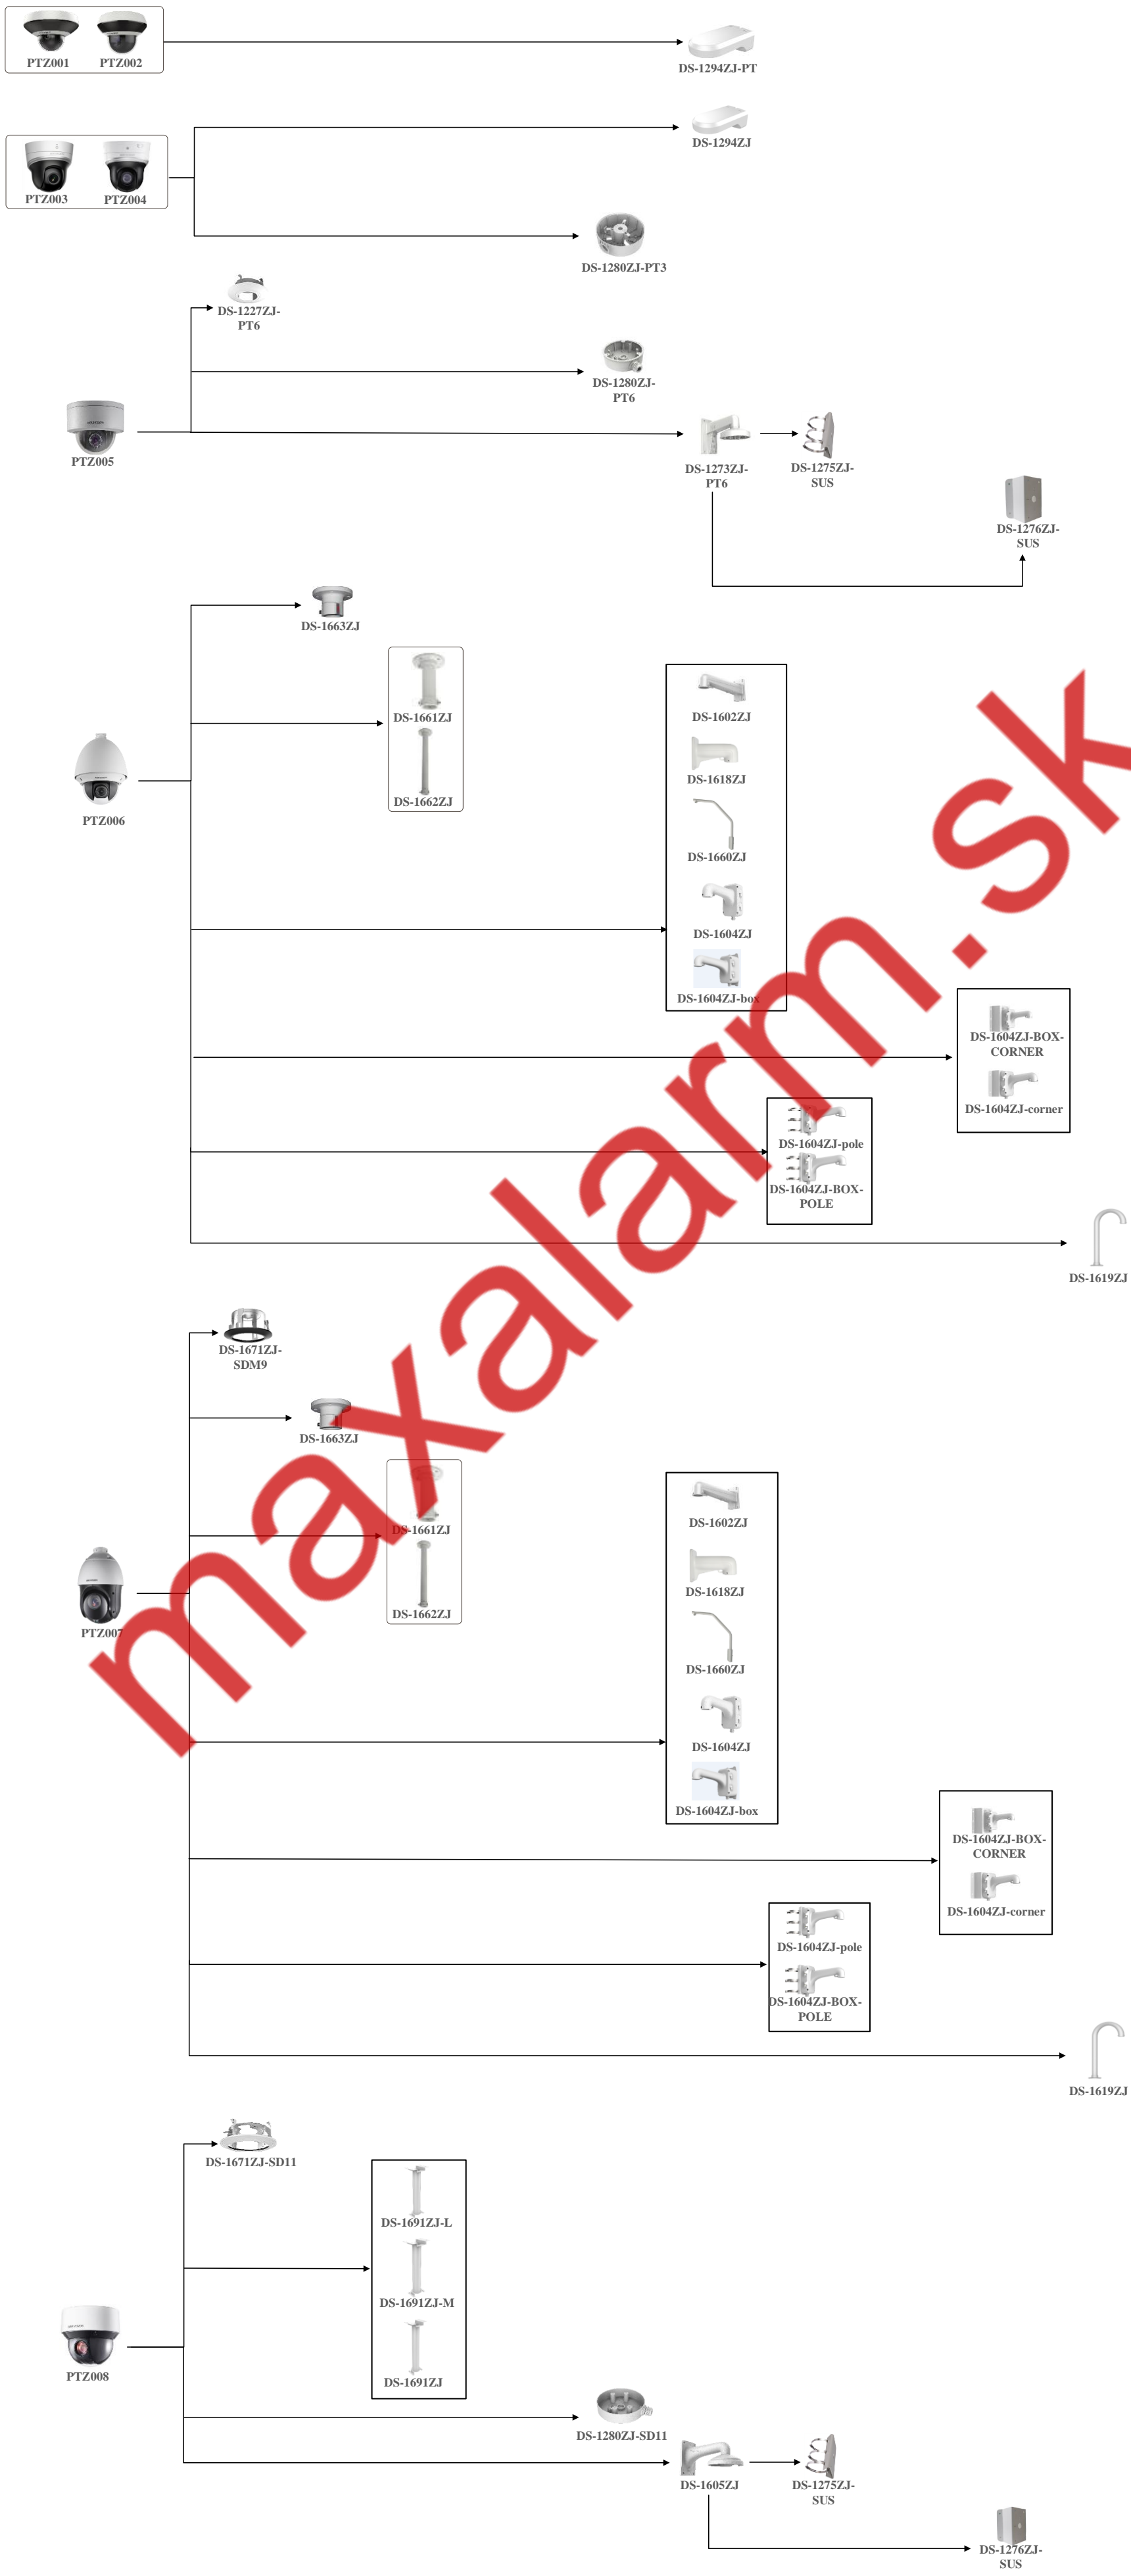 PTZ001
PTZ002
DS-1294ZJ-PT
DS-1294ZJ
PTZ003
PTZ004
DS-1280ZJ-PT3
DS-1227ZJ-
PT6
DS-1280ZJ-
PT6
PTZ005
DS-1273ZJ-
PT6
DS-1275ZJ-
SUS
DS-1276ZJ-
SUS
DS-1663ZJ
DS-1661ZJ
DS-1662ZJ
PTZ006
DS-1602ZJ
DS-1618ZJ
DS-1660ZJ
DS-1604ZJ
DS-1604ZJ-box
DS-1604ZJ-BOX-
CORNER
DS-1604ZJ-corner
DS-1604ZJ-pole
DS-1604ZJ-BOX-
POLE
DS-1619ZJ
DS-1671ZJ-
SDM9
DS-1663ZJ
DS-1661ZJ
DS-1662ZJ
PTZ007
DS-1602ZJ
DS-1618ZJ
DS-1660ZJ
DS-1604ZJ
DS-1604ZJ-box
DS-1604ZJ-BOX-
CORNER
DS-1604ZJ-corner
DS-1604ZJ-pole
DS-1604ZJ-BOX-
POLE
DS-1619ZJ
DS-1671ZJ-SD11
DS-1691ZJ-L
DS-1691ZJ-M
DS-1691ZJ
PTZ008
DS-1280ZJ-SD11
DS-1605ZJ
DS-1275ZJ-
SUS
DS-1276ZJ-
SUS
maxalarm.sk